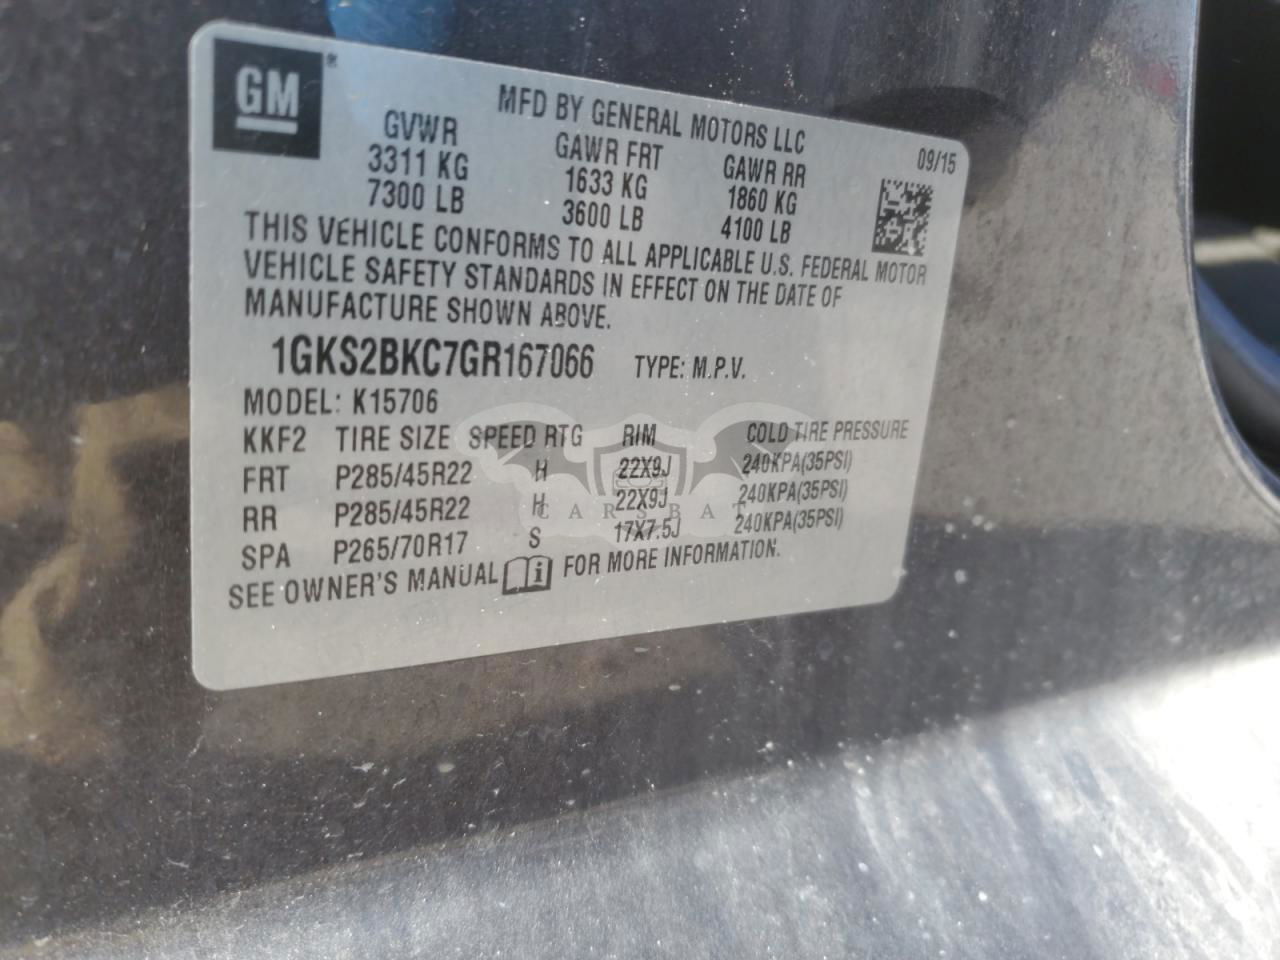 GM®
MFD BY GENERAL MOTORS LLC
09/15
GVWR GAWR FRT GAWR RR
3311 KG 1633 KG 1860 KG
7300 LB 3600 LB 4100 LB
THIS VEHICLE CONFORMS TO ALL APPLICABLE U.S. FEDERAL MOTOR
VEHICLE SAFETY STANDARDS IN EFFECT ON THE DATE OF
MANUFACTURE SHOWN ABOVE.
1GKS2BKC7GR167066 TYPE: M.P.V.
MODEL: K15706
KKF2 TIRE SIZE SPEED RTG RIM COLD TIRE PRESSURE
FRT P285/45R22 H 22X9J 240KPA(35PSI)
RR P285/45R22 H 22X9J 240KPA(35PSI)
CARSBAT
SPA P265/70R17 S 17X7.5J 240KPA(35PSI)
SEE OWNER'S MANUAL i FOR MORE INFORMATION.